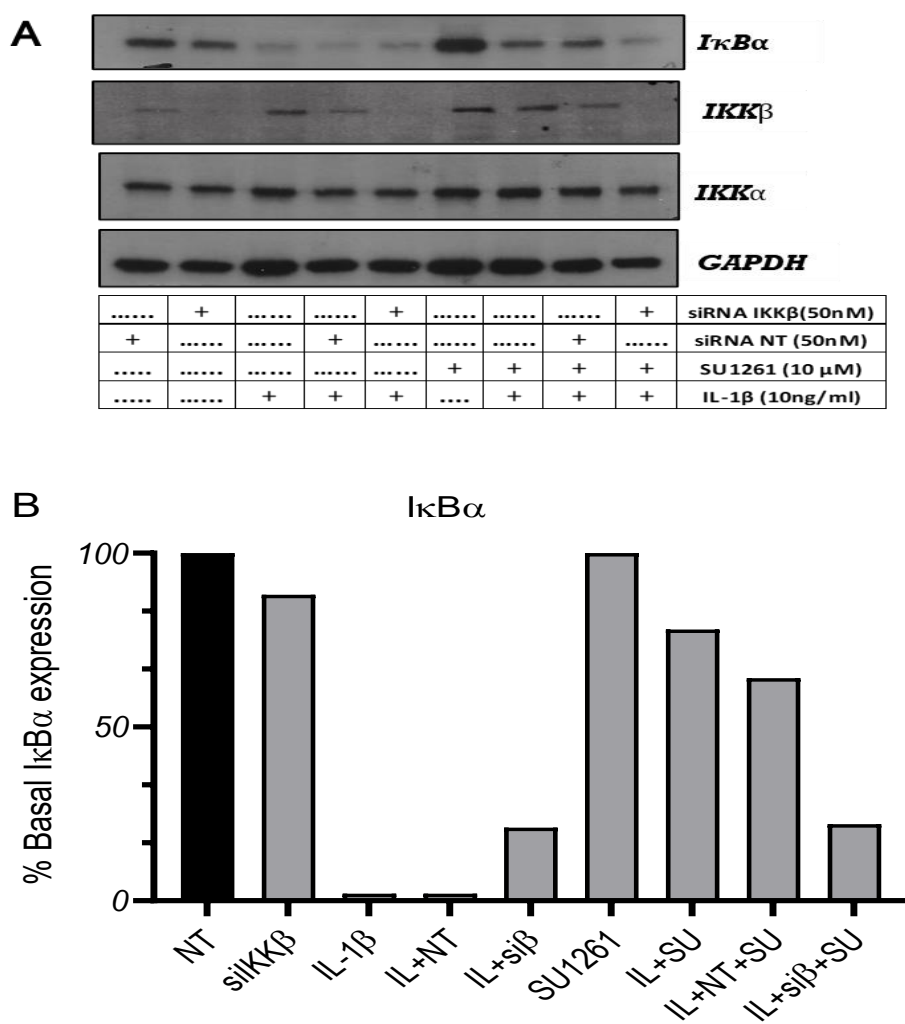 A
IκBα
IKKβ
IKKα
GAPDH
...... + ...... ...... + ...... ...... ...... + siRNA IKKβ(50nM)
+ ...... ...... + ...... ...... ...... + ...... siRNA NT (50nM)
..... ...... ...... ...... ...... + + + + SU1261 (10 µM)
..... ...... + + + .... + + + IL-1β (10ng/ml)
B
IκBα
% Basal IκBα expression
100
50
0
NT
siIKKβ
IL-1β
IL+NT
IL+siβ
SU1261
IL+SU
IL+NT+SU
IL+siβ+SU